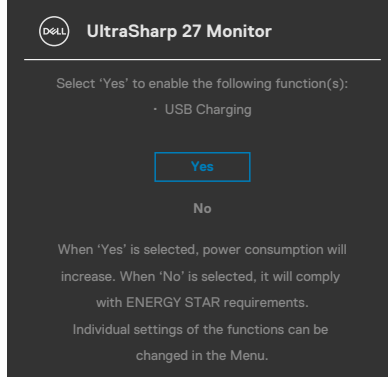 DELL UltraSharp 27 Monitor
Select ‘Yes’ to enable the following function(s):
· USB Charging
Yes
No
When ‘Yes’ is selected, power consumption will
increase. When ‘No’ is selected, it will comply
with ENERGY STAR requirements.
Individual settings of the functions can be
changed in the Menu.